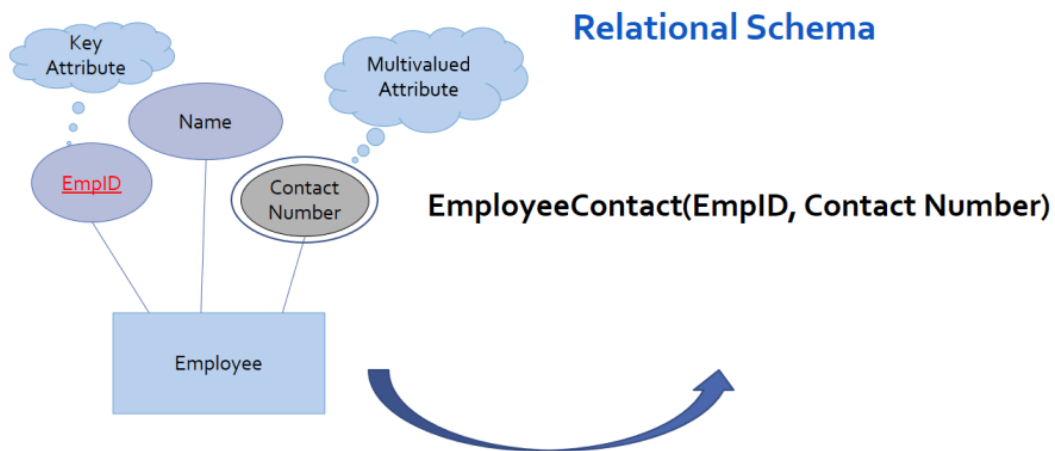 Relational Schema
Key
Attribute
Multivalued
Attribute
Name
EmpID
Contact
Number
EmployeeContact(EmpID, Contact Number)
Employee